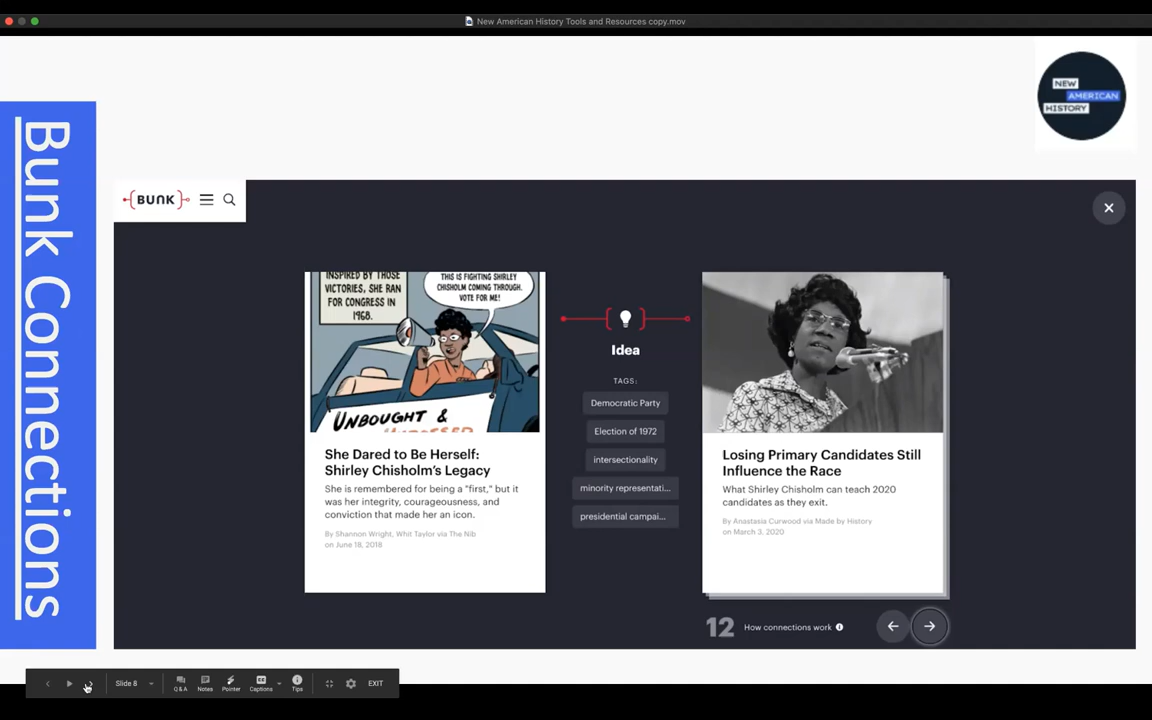 New American History Tools and Resources copy.mov
NEW
AMERICAN
HISTORY
Bunk Connections
BUNK
INSPIRED BY THOSE
VICTORIES, SHE RAN
FOR CONGRESS IN
1968.
THIS IS FIGHTING SHIRLEY
CHISHOLM COMING THROUGH.
VOTE FOR ME!
UNBOUGHT &
She Dared to Be Herself:
Shirley Chisholm's Legacy
She is remembered for being a "first," but it
was her integrity, courageousness, and
conviction that made her an icon.
By Shannon Wright, Whit Taylor via The Nib
on June 18, 2018
Idea
TAGS:
Democratic Party
Election of 1972
intersectionality
minority representati...
presidential campai...
Losing Primary Candidates Still
Influence the Race
What Shirley Chisholm can teach 2020
candidates as they exit.
By Anastasia Curwood via Made by History
on March 3, 2020
12 How connections work
Slide 8
Q & A
Notes
Pointer
Captions
Tips
EXIT